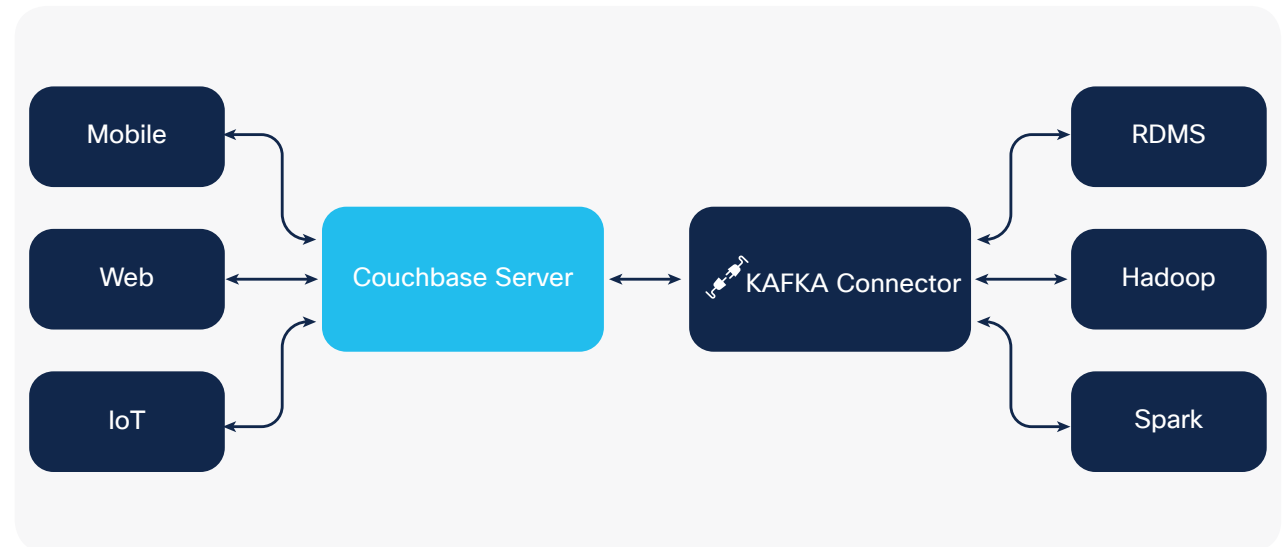 Mobile
Web
IoT
Couchbase Server
KAFKA Connector
RDMS
Hadoop
Spark